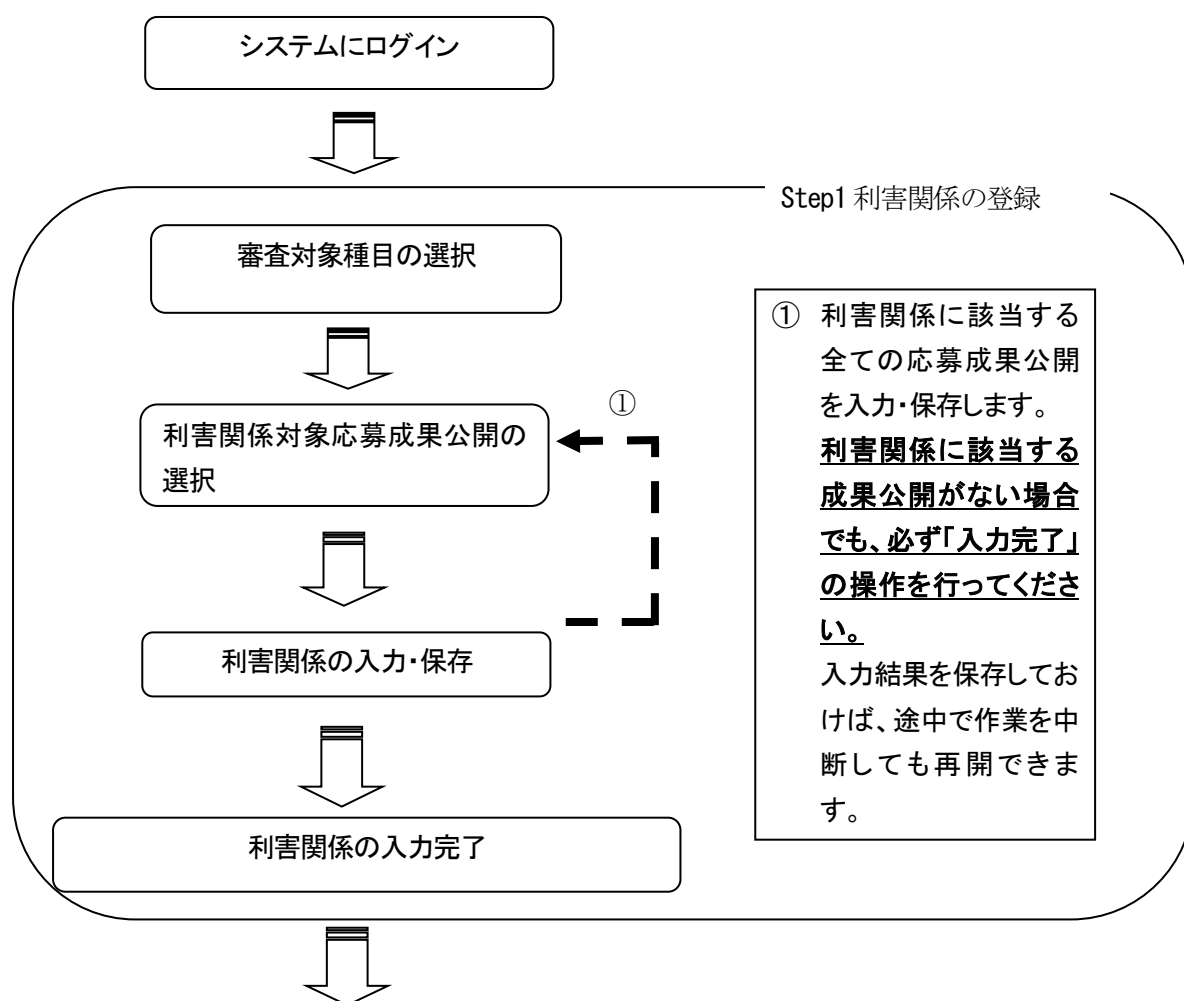 システムにログイン
Step1 利害関係の登録
審査対象種目の選択
利害関係対象応募成果公開の
選択
①
利害関係の入力・保存
利害関係の入力完了
① 利害関係に該当する
全ての応募成果公開
を入力・保存します。
利害関係に該当する
成果公開がない場合
でも、必ず「入力完了」
の操作を行ってくださ
い。
入力結果を保存してお
けば、途中で作業を中
断しても再開できま
す。